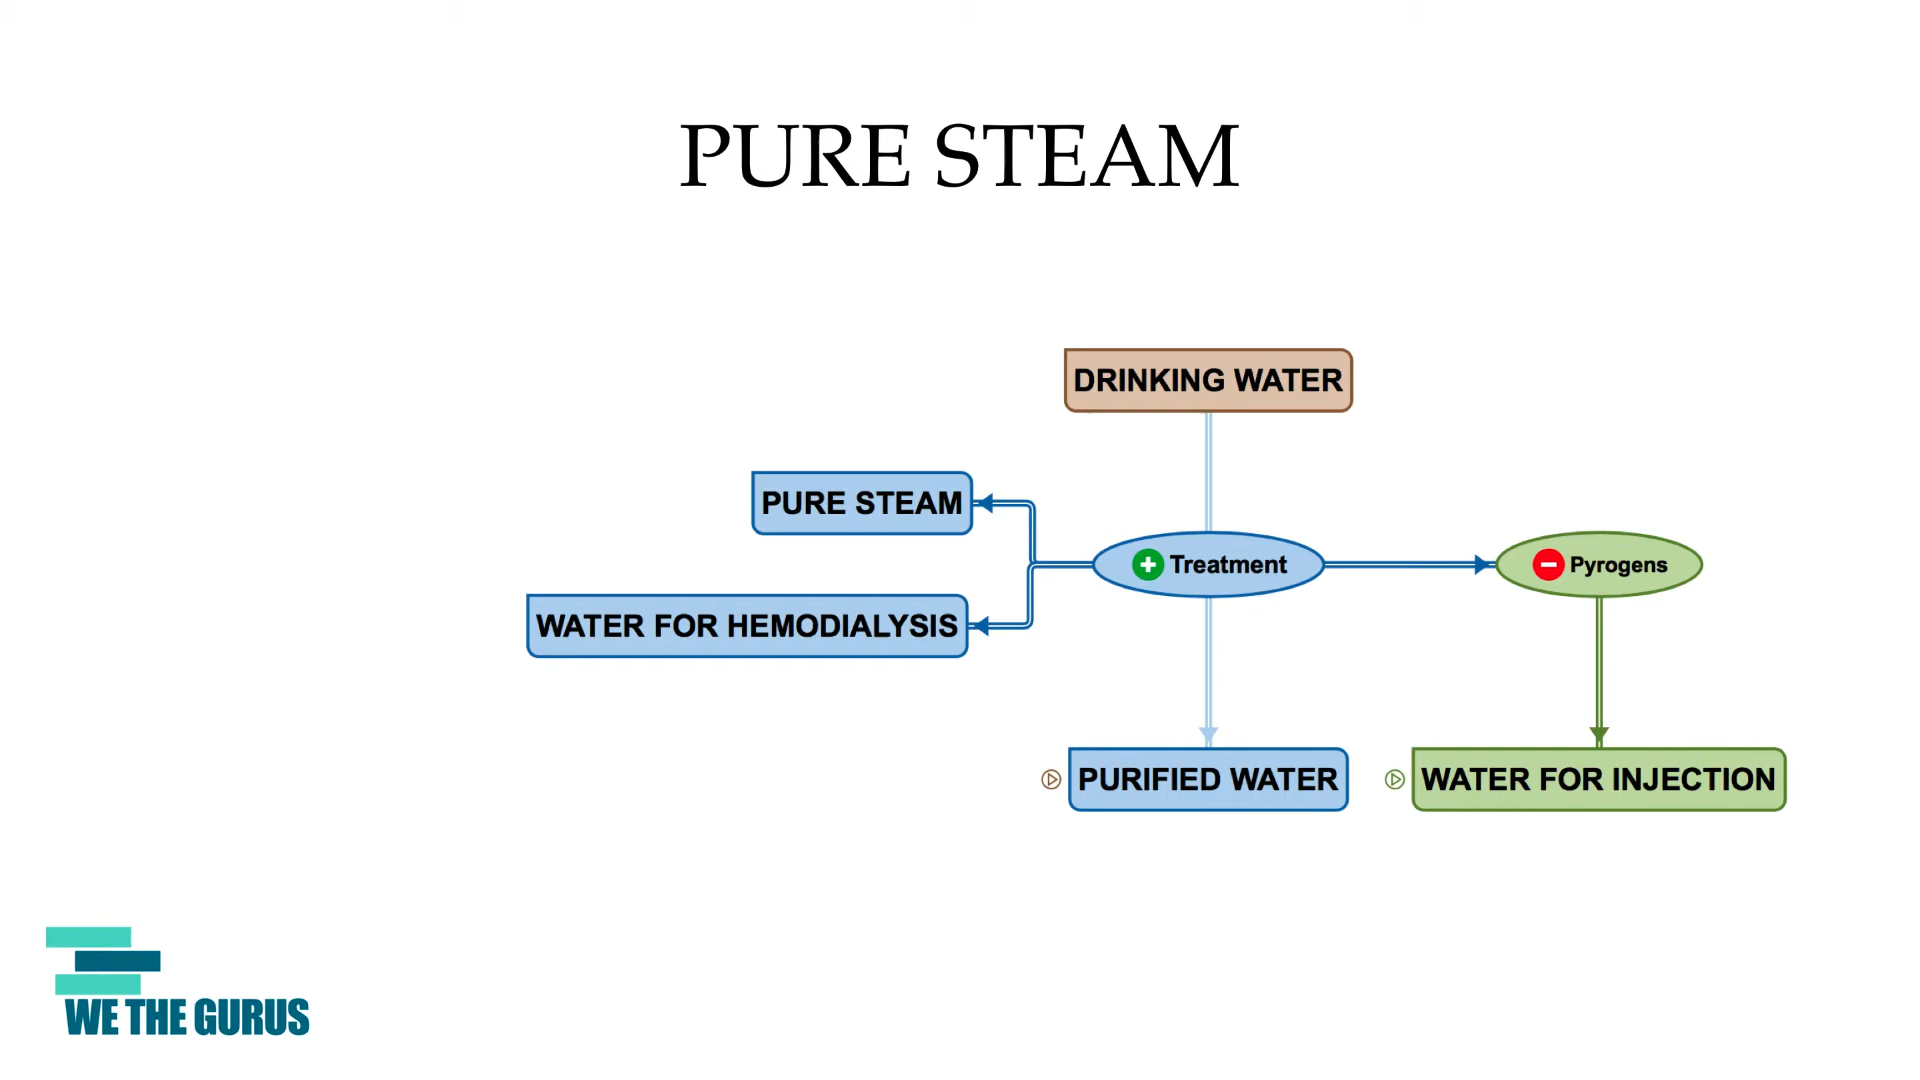 PURE STEAM
DRINKING WATER
PURE STEAM
Treatment
Pyrogens
WATER FOR HEMODIALYSIS
PURIFIED WATER
WATER FOR INJECTION
WE THE GURUS